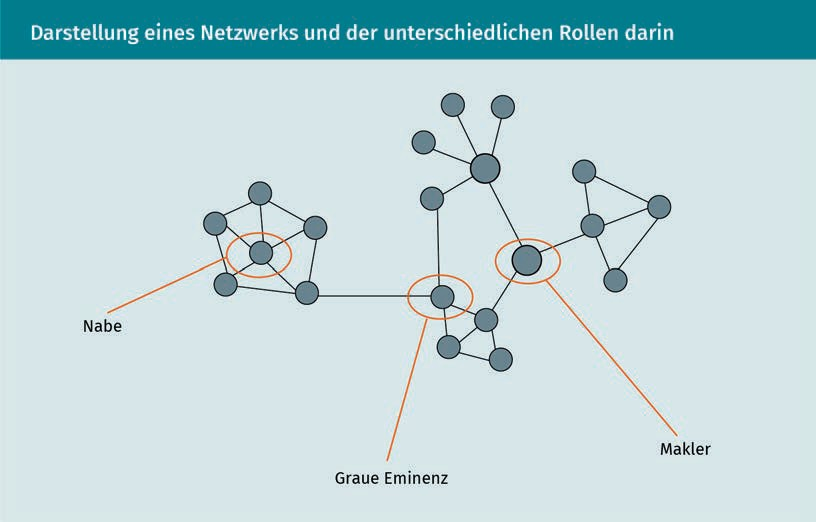 Darstellung eines Netzwerks und der unterschiedlichen Rollen darin
Nabe
Graue Eminenz
Makler